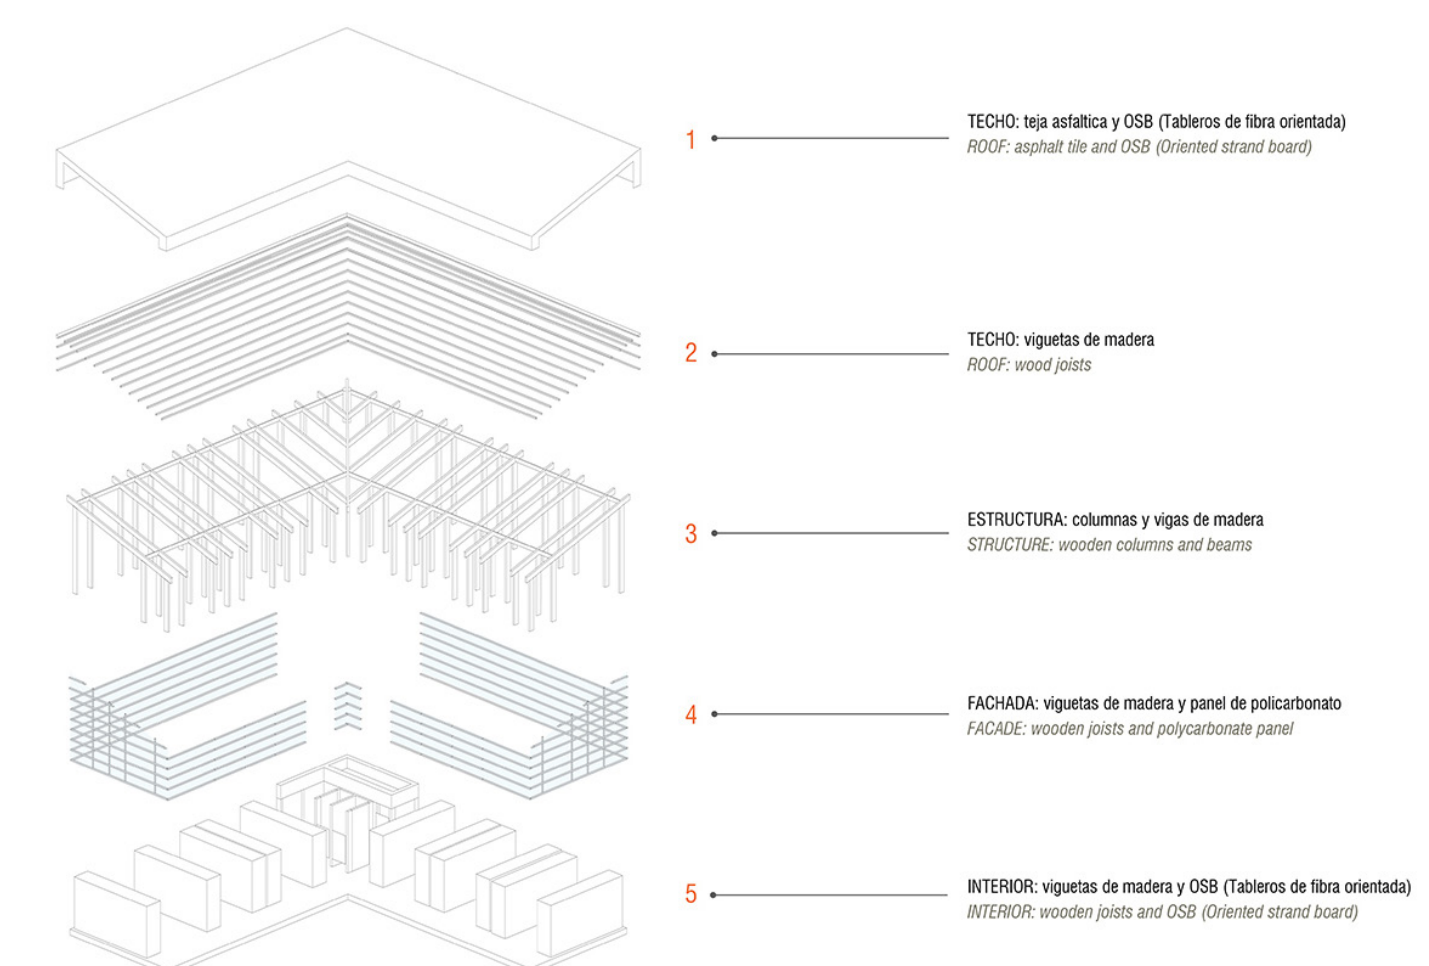 1
TECHO: teja asfaltica y OSB (Tableros de fibra orientada)
ROOF: asphalt tile and OSB (Oriented strand board)
2
TECHO: viguetas de madera
ROOF: wood joists
3
ESTRUCTURA: columnas y vigas de madera
STRUCTURE: wooden columns and beams
4
FACHADA: viguetas de madera y panel de policarbonato
FACADE: wooden joists and polycarbonate panel
5
INTERIOR: viguetas de madera y OSB (Tableros de fibra orientada)
INTERIOR: wooden joists and OSB (Oriented strand board)